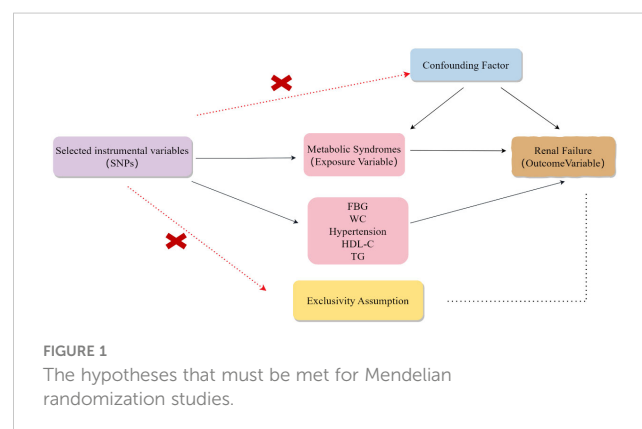 Confounding Factor
Selected instrumental variables
(SNPs)
Metabolic Syndromes
(Exposure Variable)
Renal Failure
(OutcomeVariable)
FBG
WC
Hypertension
HDL-C
TG
Exclusivity Assumption
FIGURE 1
The hypotheses that must be met for Mendelian
randomization studies.